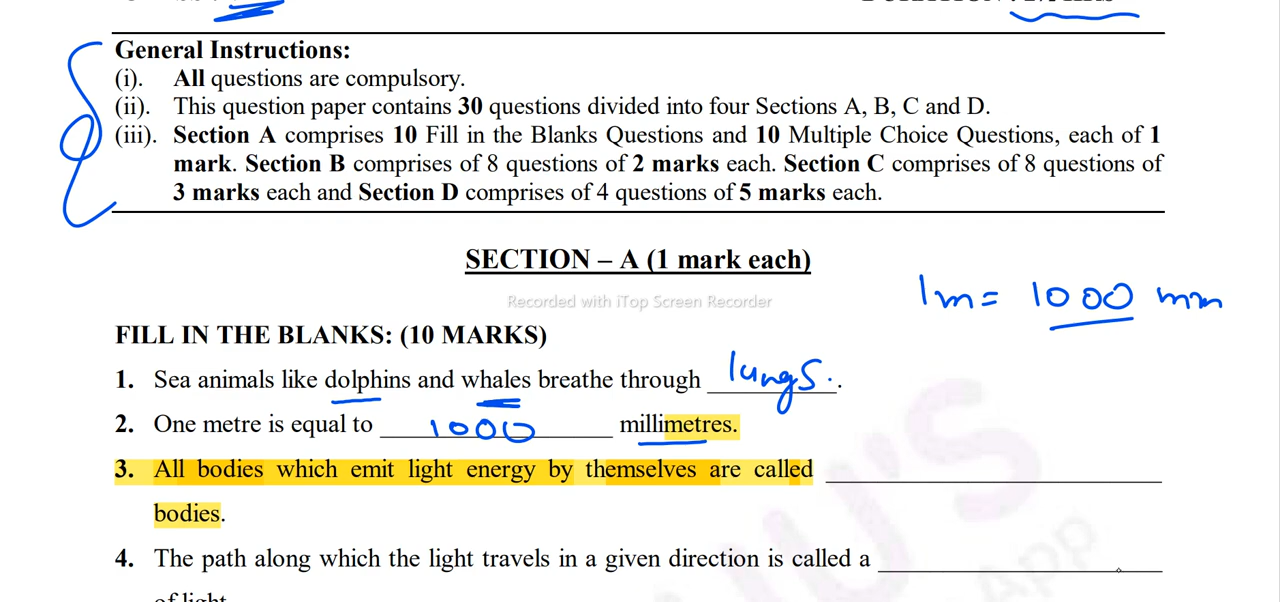 General Instructions:
(i). All questions are compulsory.
(ii). This question paper contains 30 questions divided into four Sections A, B, C and D.
(iii). Section A comprises 10 Fill in the Blanks Questions and 10 Multiple Choice Questions, each of 1
mark. Section B comprises of 8 questions of 2 marks each. Section C comprises of 8 questions of
3 marks each and Section D comprises of 4 questions of 5 marks each.
SECTION – A (1 mark each)
1m = 1000 mm
Recorded with iTop Screen Recorder
FILL IN THE BLANKS: (10 MARKS)
1. Sea animals like dolphins and whales breathe through lungs.
2. One metre is equal to 1000 millimetres.
3. All bodies which emit light energy by themselves are called
bodies.
4. The path along which the light travels in a given direction is called a
of light
U'S
App